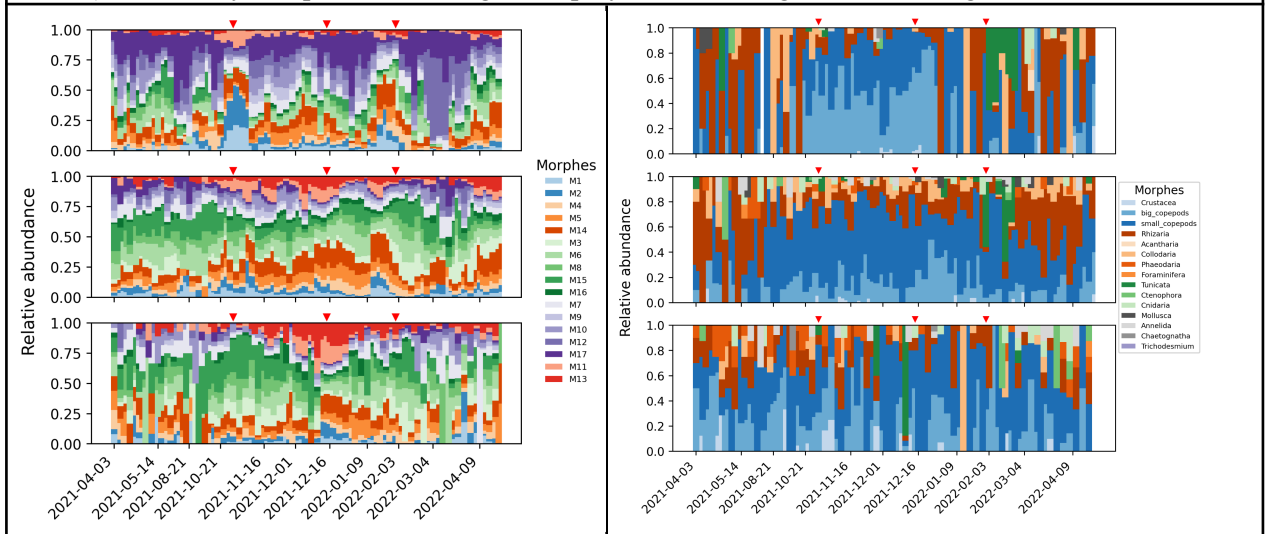 1.00
0.75
0.50
0.25
0.00
1.00
0.75
0.50
0.25
0.00
1.00
0.75
0.50
0.25
0.00
Relative abundance
2021-04-03
2021-05-14
2021-08-21
2021-10-21
2021-11-16
2021-12-01
2021-12-16
2022-01-09
2022-02-03
2022-03-04
2022-04-09
Morphes
M1
M2
M4
M5
M14
M3
M6
M8
M15
M16
M7
M9
M10
M12
M17
M11
M13
1.0
0.8
0.6
0.4
0.2
0.0
1.0
0.8
0.6
0.4
0.2
0.0
1.0
0.8
0.6
0.4
0.2
0.0
Relative abundance
2021-04-03
2021-05-14
2021-08-21
2021-10-21
2021-11-16
2021-12-01
2021-12-16
2022-01-09
2022-02-03
2022-03-04
2022-04-09
Morphes
Crustacea
big_copepods
small_copepods
Rhizaria
Acantharia
Collodaria
Phaeodaria
Foraminifera
Tunicata
Ctenophora
Cnidaria
Mollusca
Annelida
Chaetognatha
Trichodesmium